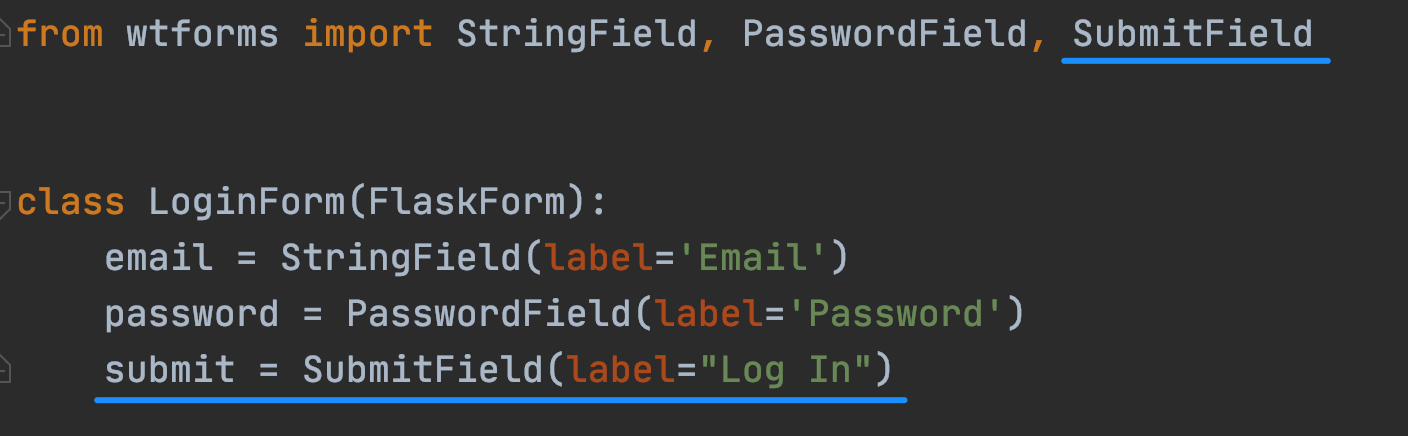 from wtforms import StringField, PasswordField, SubmitField
class LoginForm(FlaskForm):
    email = StringField(label='Email')
    password = PasswordField(label='Password')
    submit = SubmitField(label="Log In")